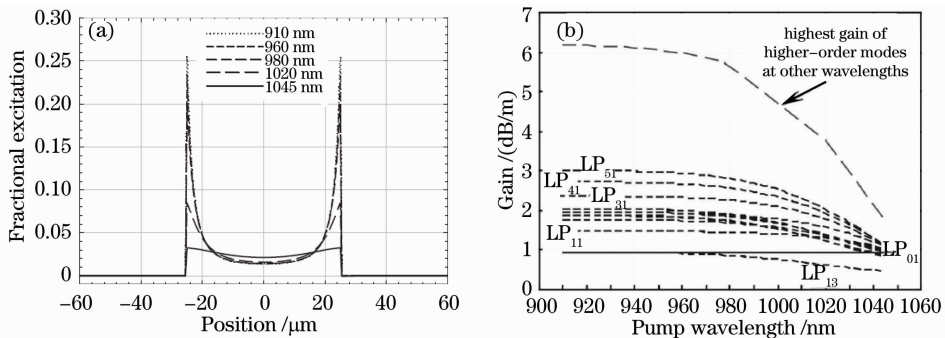 (a)
0.30
0.25
0.20
0.15
0.10
0.05
0
Fractional excitation
910 nm
960 nm
980 nm
1020 nm
1045 nm
−60
−40
−20
0
20
40
60
Position /μm
(b)
7
6
5
4
3
2
1
0
Gain /(dB/m)
highest gain of
higher−order modes
at other wavelengths
LP51
LP41
LP31
LP11
LP01
LP13
900
920
940
960
980
1000
1020
1040
1060
Pump wavelength /nm